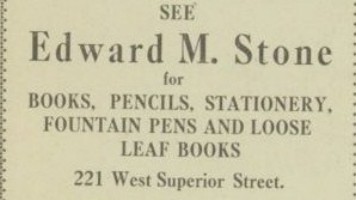 SEE
Edward M. Stone
for
BOOKS, PENCILS, STATIONERY,
FOUNTAIN PENS AND LOOSE
LEAF BOOKS
221 West Superior Street.